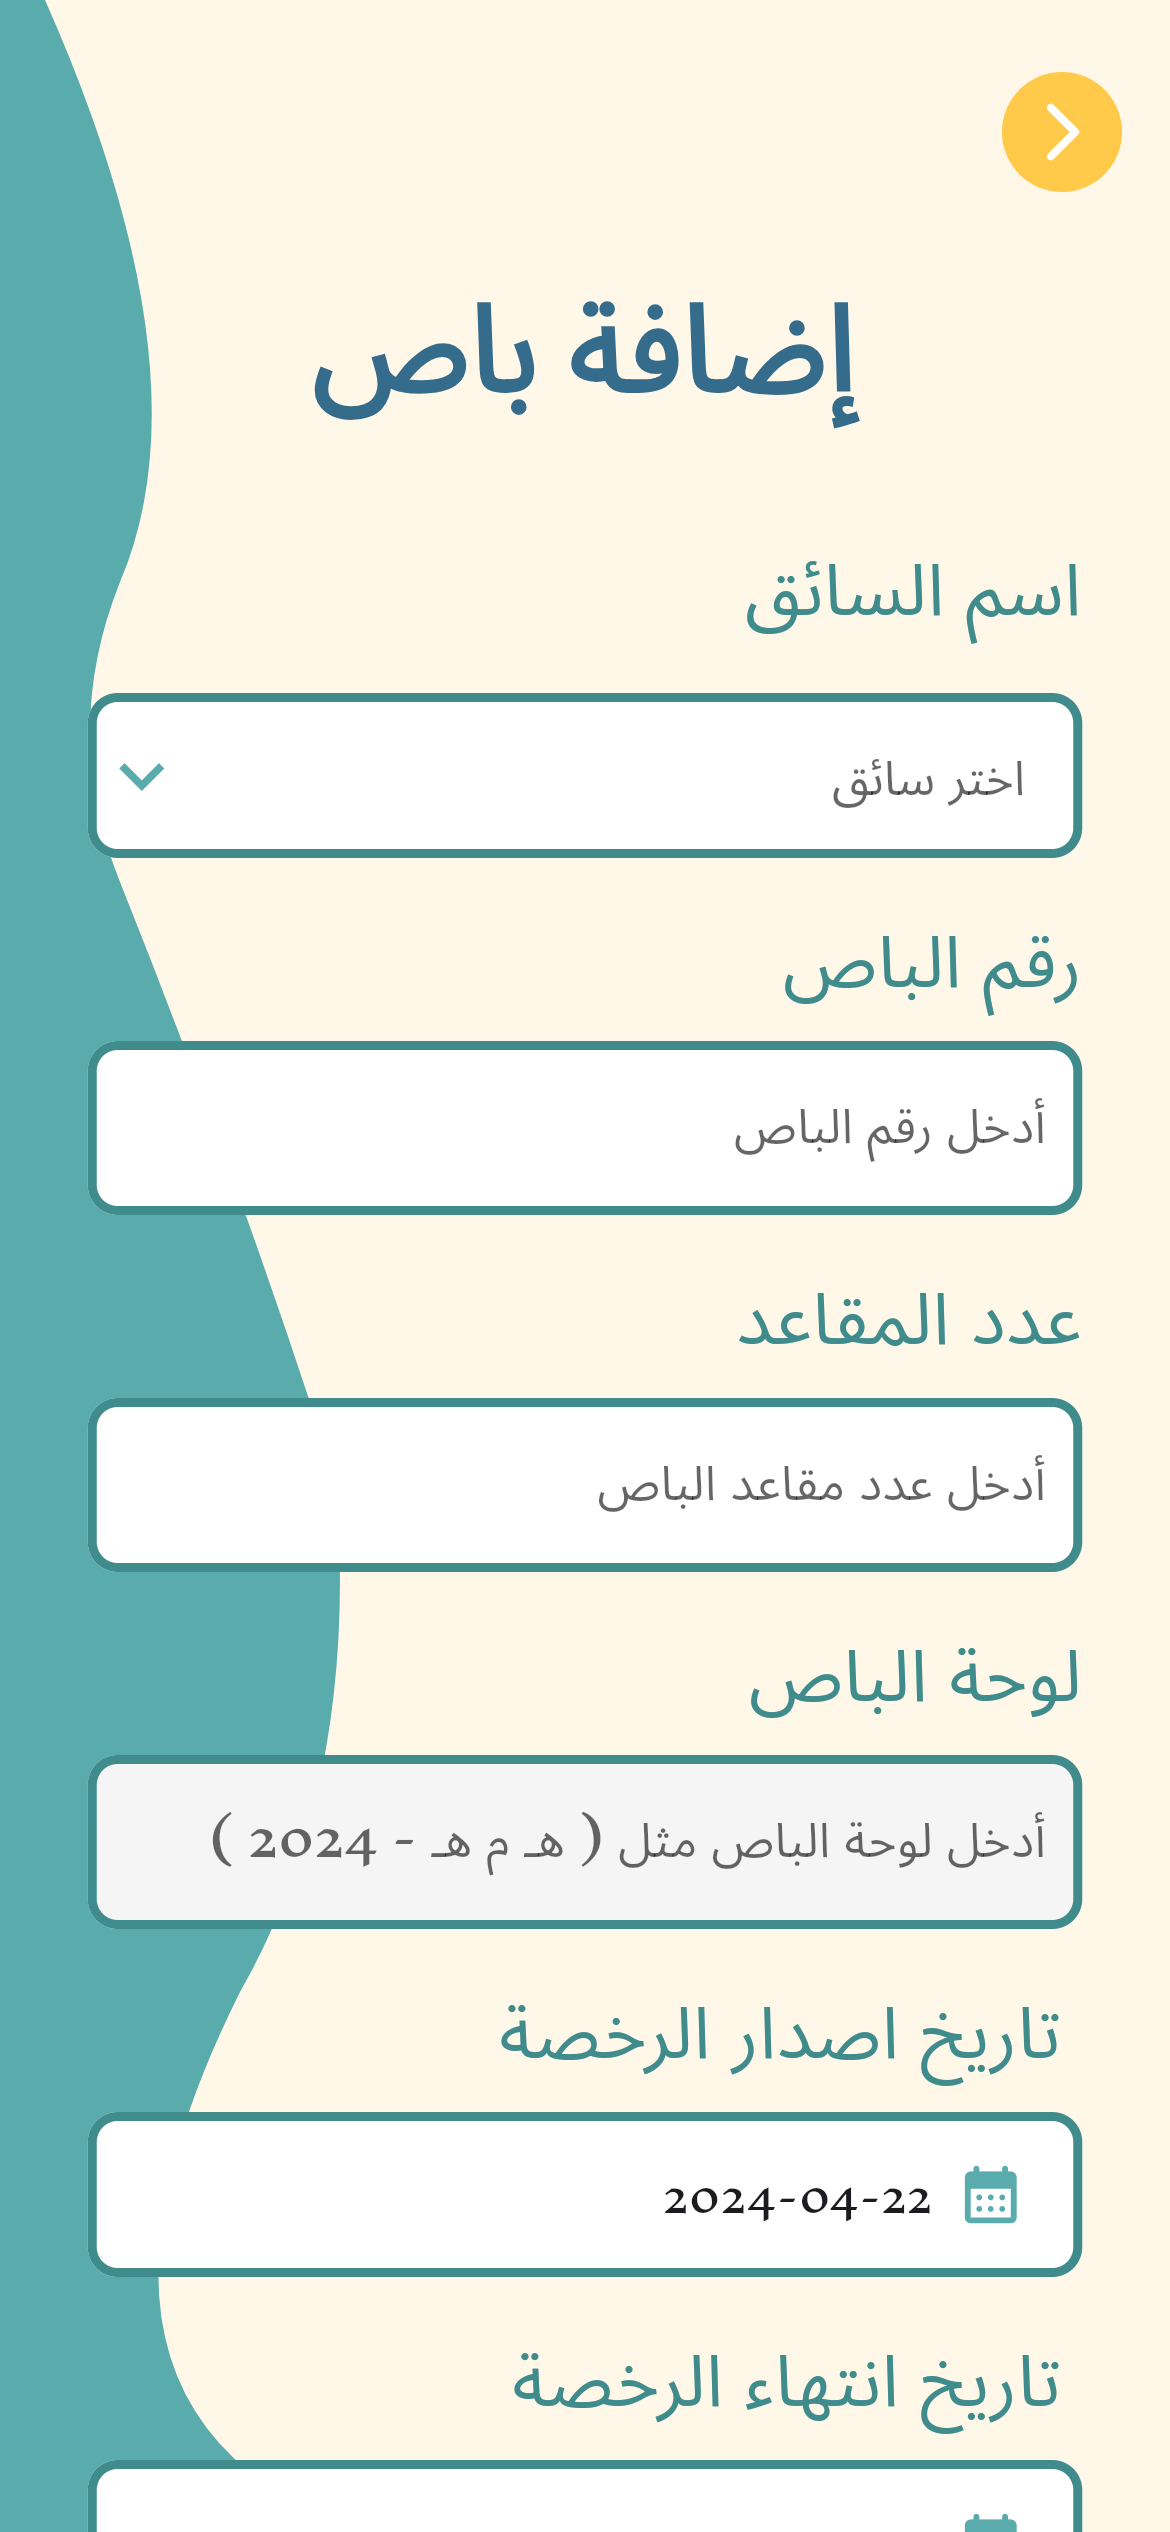 إضافة باص
اسم السائق
اختر سائق
رقم الباص
أدخل رقم الباص
عدد المقاعد
أدخل عدد مقاعد الباص
لوحة الباص
أدخل لوحة الباص مثل ( هـ م هـ - 2024 )
تاريخ اصدار الرخصة
2024-04-22
تاريخ انتهاء الرخصة